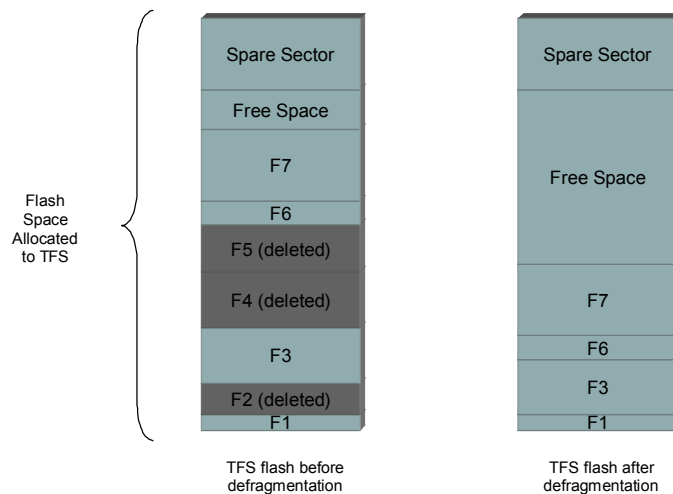 Flash
Space
Allocated
to TFS
Spare Sector
Free Space
F7
F6
F5 (deleted)
F4 (deleted)
F3
F2 (deleted)
F1
TFS flash before
defragmentation
Spare Sector
Free Space
F7
F6
F3
F1
TFS flash after
defragmentation